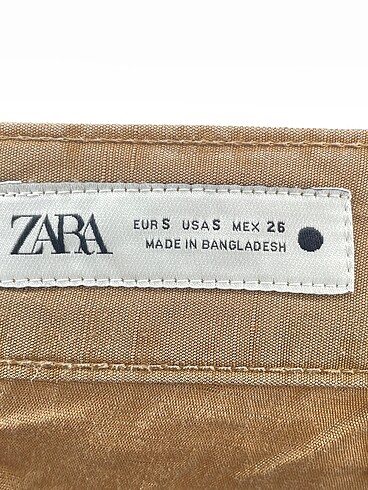 ZARA
EUR S USA S MEX 26
MADE IN BANGLADESH